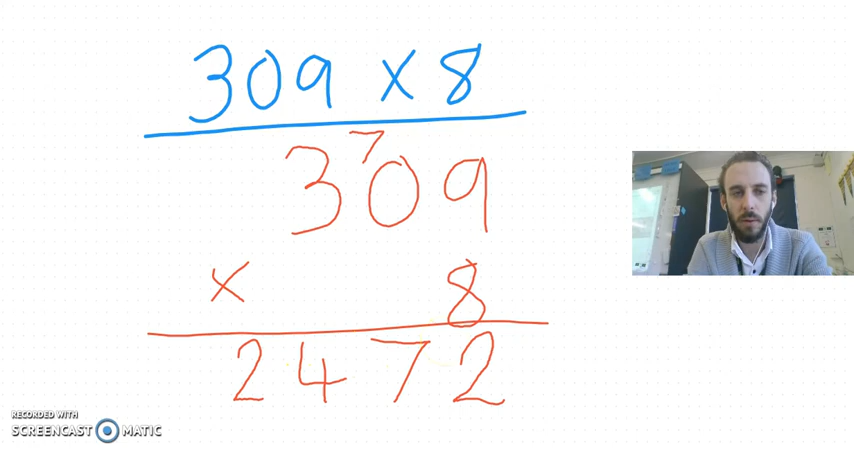 309 × 8
7
309
× 8
2472
RECORDED WITH
SCREENCAST MATIC